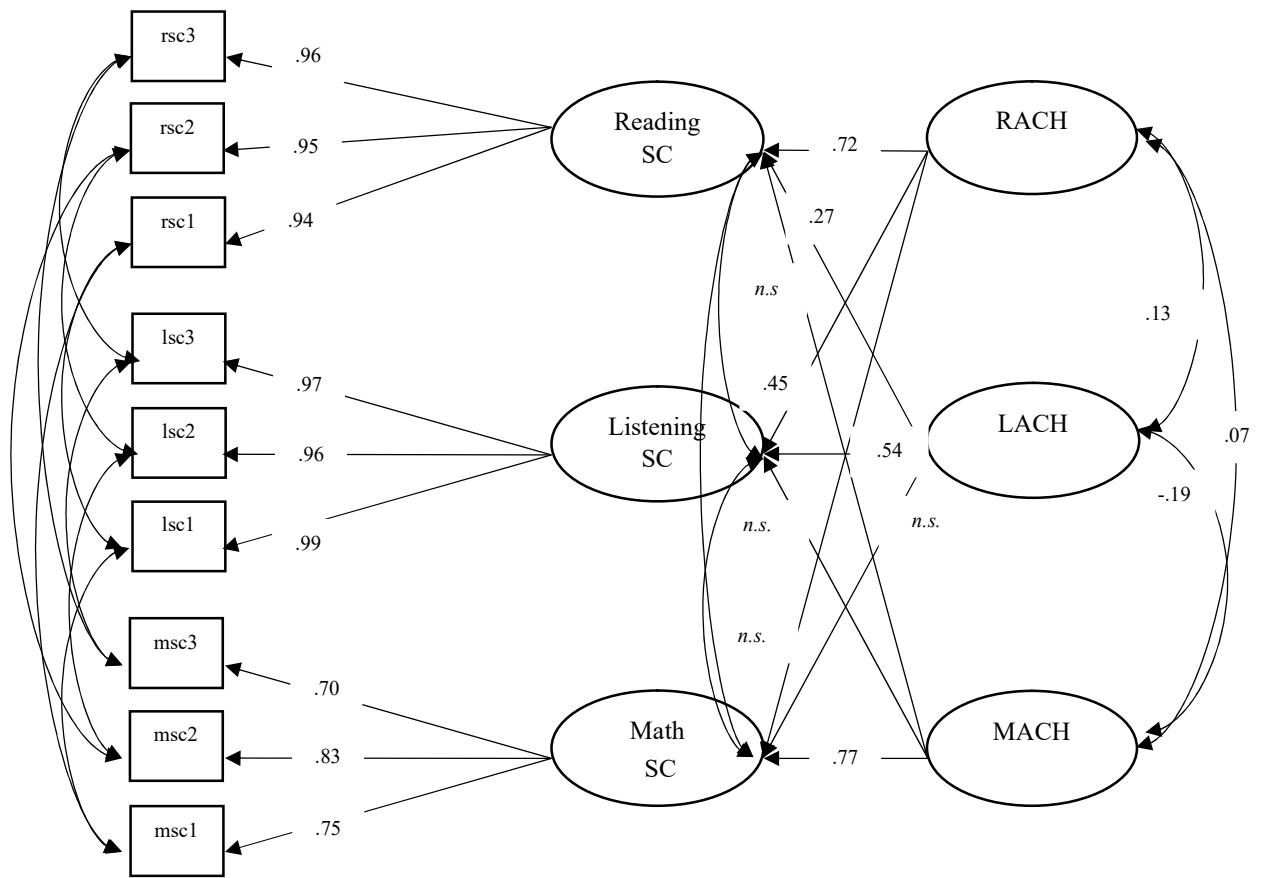 rsc3
rsc2
rsc1
lsc3
lsc2
lsc1
msc3
msc2
msc1
.96
.95
.94
.97
.96
.99
.70
.83
.75
Reading
SC
Listening
SC
Math
SC
.72
.27
n.s
.45
.54
n.s.
n.s.
n.s.
.77
RACH
LACH
MACH
.13
.07
-.19